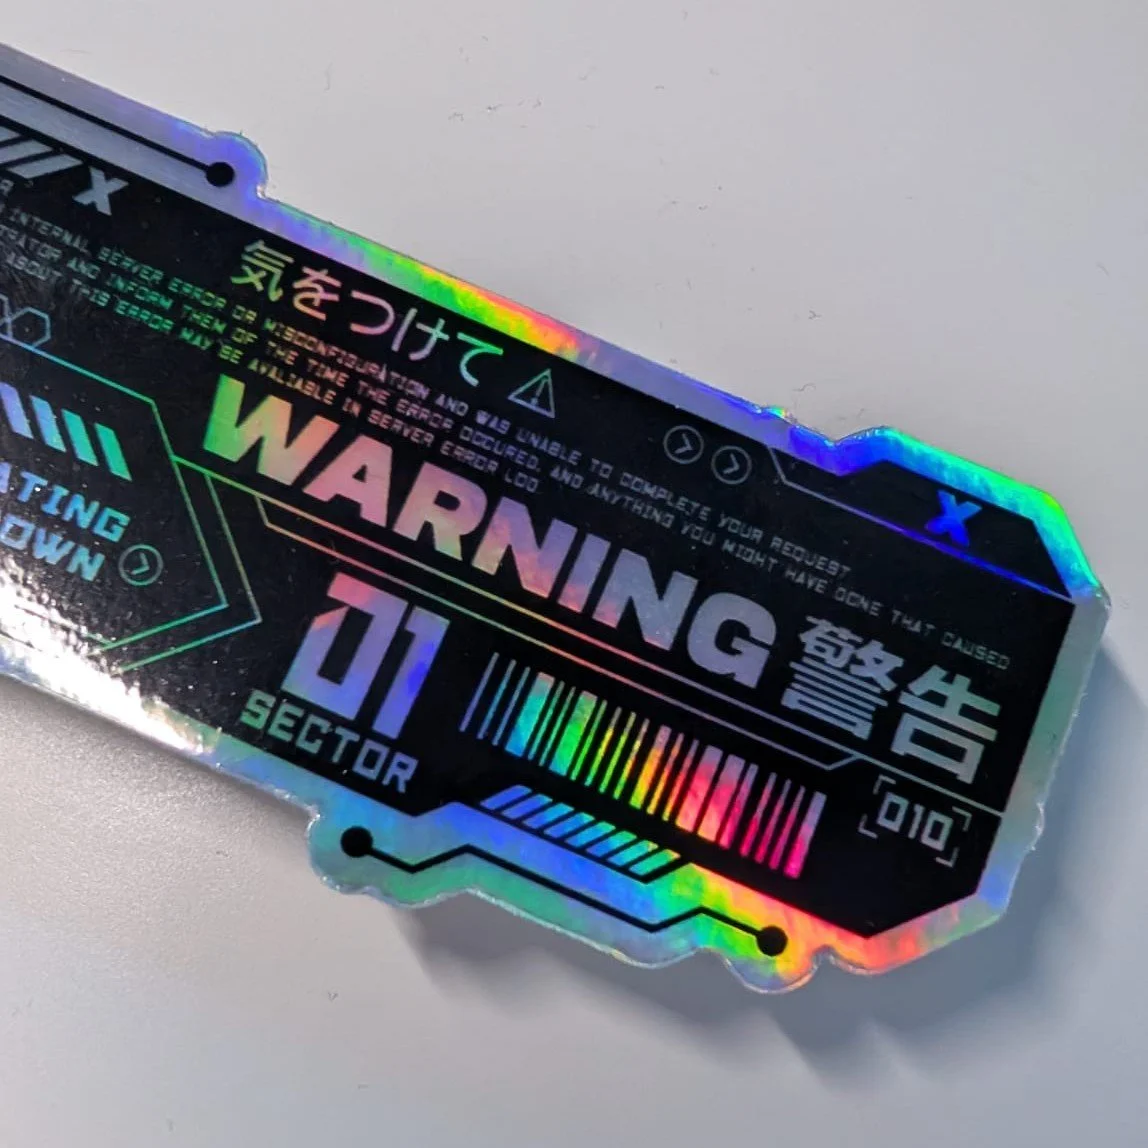 X
INTERNAL SERVER ERROR OR MISCONFIGURATION AND WAS UNABLE TO COMPLETE YOUR REQUEST
AND INFORM THEM OF THE TIME THE ERROR OCCURED. AND ANYTHING YOU MIGHT HAVE DONE THAT CAUSED
ABOUT THIS ERROR MAY BE AVALIABLE IN SERVER ERROR LOG
気をつけて
X
WARNING 警告
ATING
OWN
01
SECTOR
010